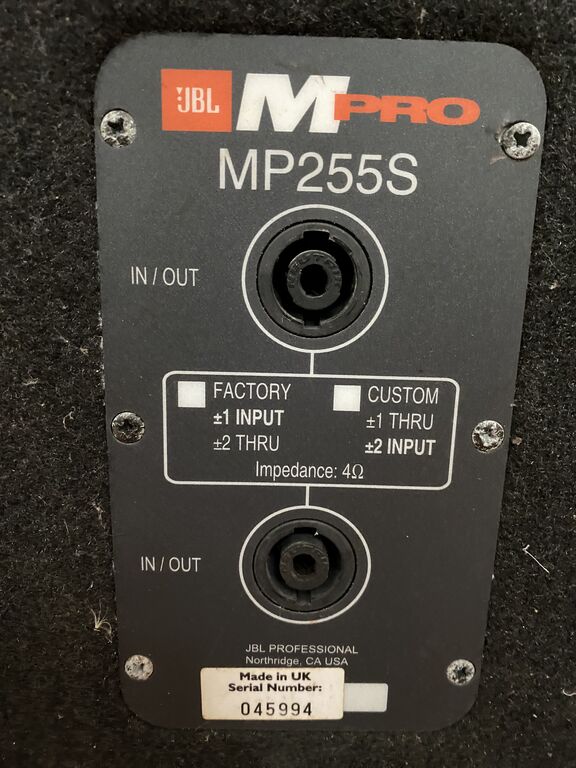 JBL MPRO
MP255S
IN / OUT
FACTORY
±1 INPUT
±2 THRU
CUSTOM
±1 THRU
±2 INPUT
Impedance: 4Ω
IN / OUT
JBL PROFESSIONAL
Northridge, CA USA
Made in UK
Serial Number:
045994